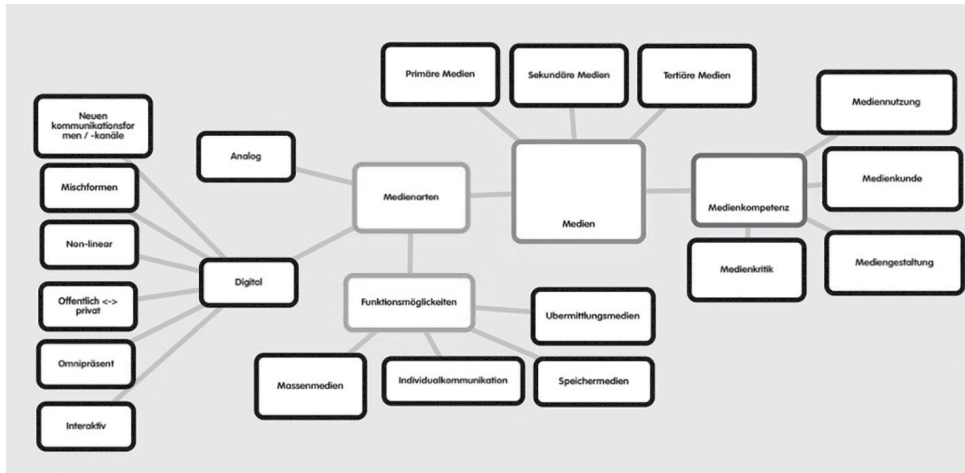 Primäre Medien
Sekundäre Medien
Tertiäre Medien
Mediennutzung
Neuen
kommunikationsfor
men / -kanäle
Analog
Medienkunde
Mischformen
Medienarten
Medien
Medienkompetenz
Non-linear
Digital
Medienkritik
Mediengestaltung
Offentlich <->
privat
Funktionsmöglickeiten
Ubermittlungsmedien
Omnipräsent
Massenmedien
Individualkommunikation
Speichermedien
Interaktiv